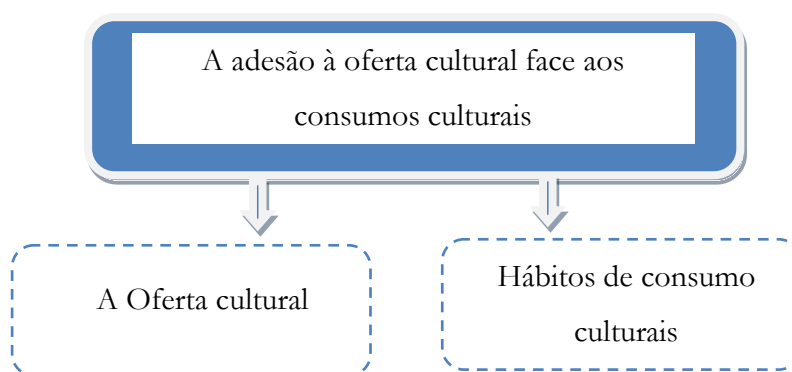 A adesão à oferta cultural face aos
consumos culturais
A Oferta cultural
Hábitos de consumo
culturais